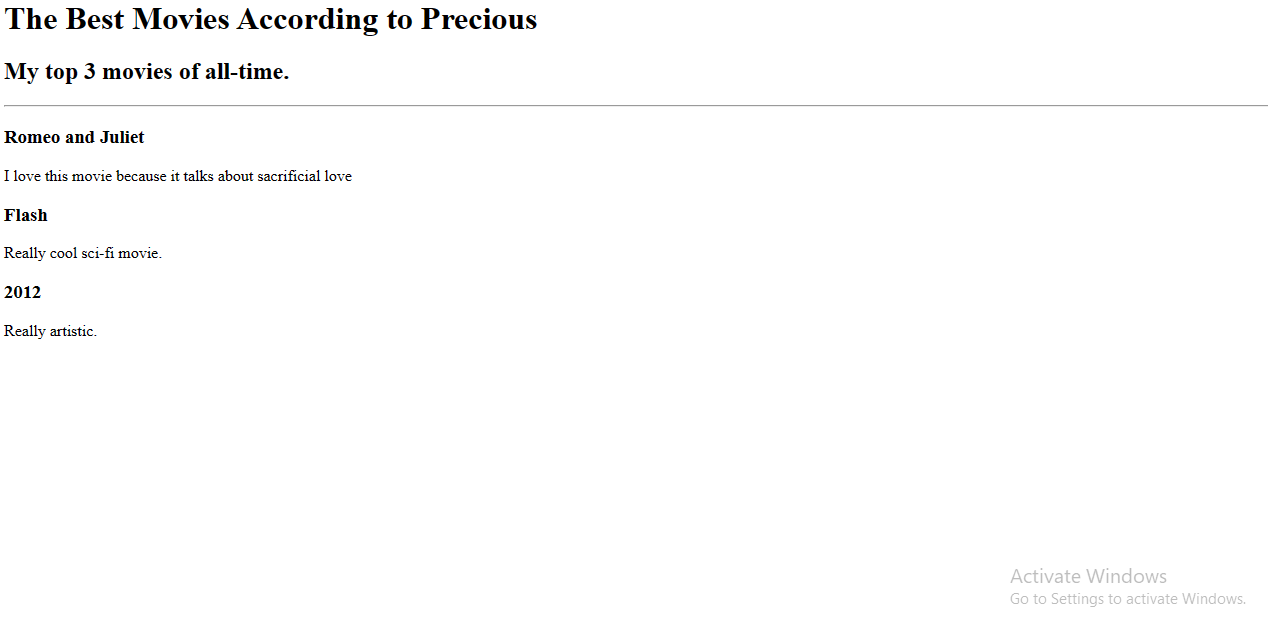 The Best Movies According to Precious
My top 3 movies of all-time.
Romeo and Juliet
I love this movie because it talks about sacrificial love
Flash
Really cool sci-fi movie.
2012
Really artistic.
Activate Windows
Go to Settings to activate Windows.